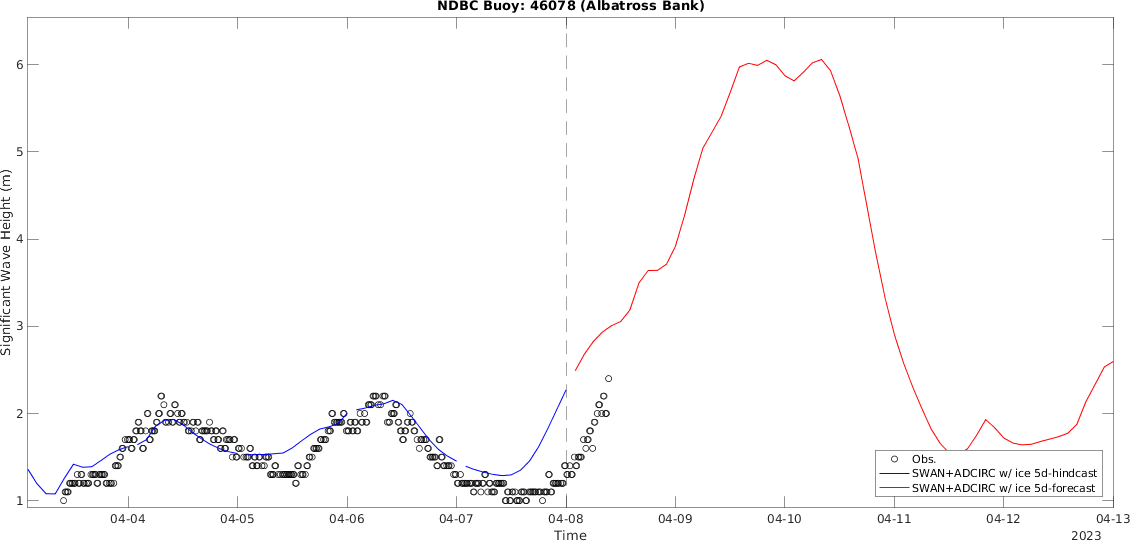 NDBC Buoy: 46078 (Albatross Bank)
Significant Wave Height (m)
6
5
4
3
2
1
04-04 04-05 04-06 04-07 04-08 04-09 04-10 04-11 04-12 04-13
Time
2023
Obs.
SWAN+ADCIRC w/ ice 5d-hindcast
SWAN+ADCIRC w/ ice 5d-forecast